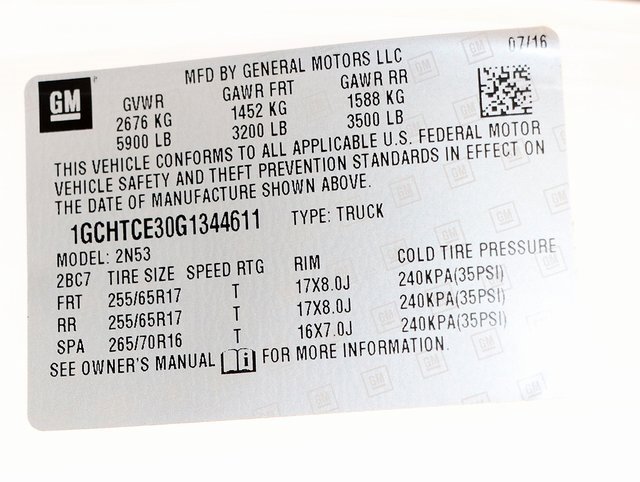 07/16
MFD BY GENERAL MOTORS LLC
GM
GVWR GAWR FRT GAWR RR
2676 KG 1452 KG 1588 KG
5900 LB 3200 LB 3500 LB
THIS VEHICLE CONFORMS TO ALL APPLICABLE U.S. FEDERAL MOTOR
VEHICLE SAFETY AND THEFT PREVENTION STANDARDS IN EFFECT ON
THE DATE OF MANUFACTURE SHOWN ABOVE.
1GCHTCE30G1344611 TYPE: TRUCK
MODEL: 2N53
2BC7 TIRE SIZE SPEED RTG RIM COLD TIRE PRESSURE
FRT 255/65R17 T 17X8.0J 240KPA(35PSI)
RR 255/65R17 T 17X8.0J 240KPA(35PSI)
SPA 265/70R16 T 16X7.0J 240KPA(35PSI)
SEE OWNER'S MANUAL i FOR MORE INFORMATION.